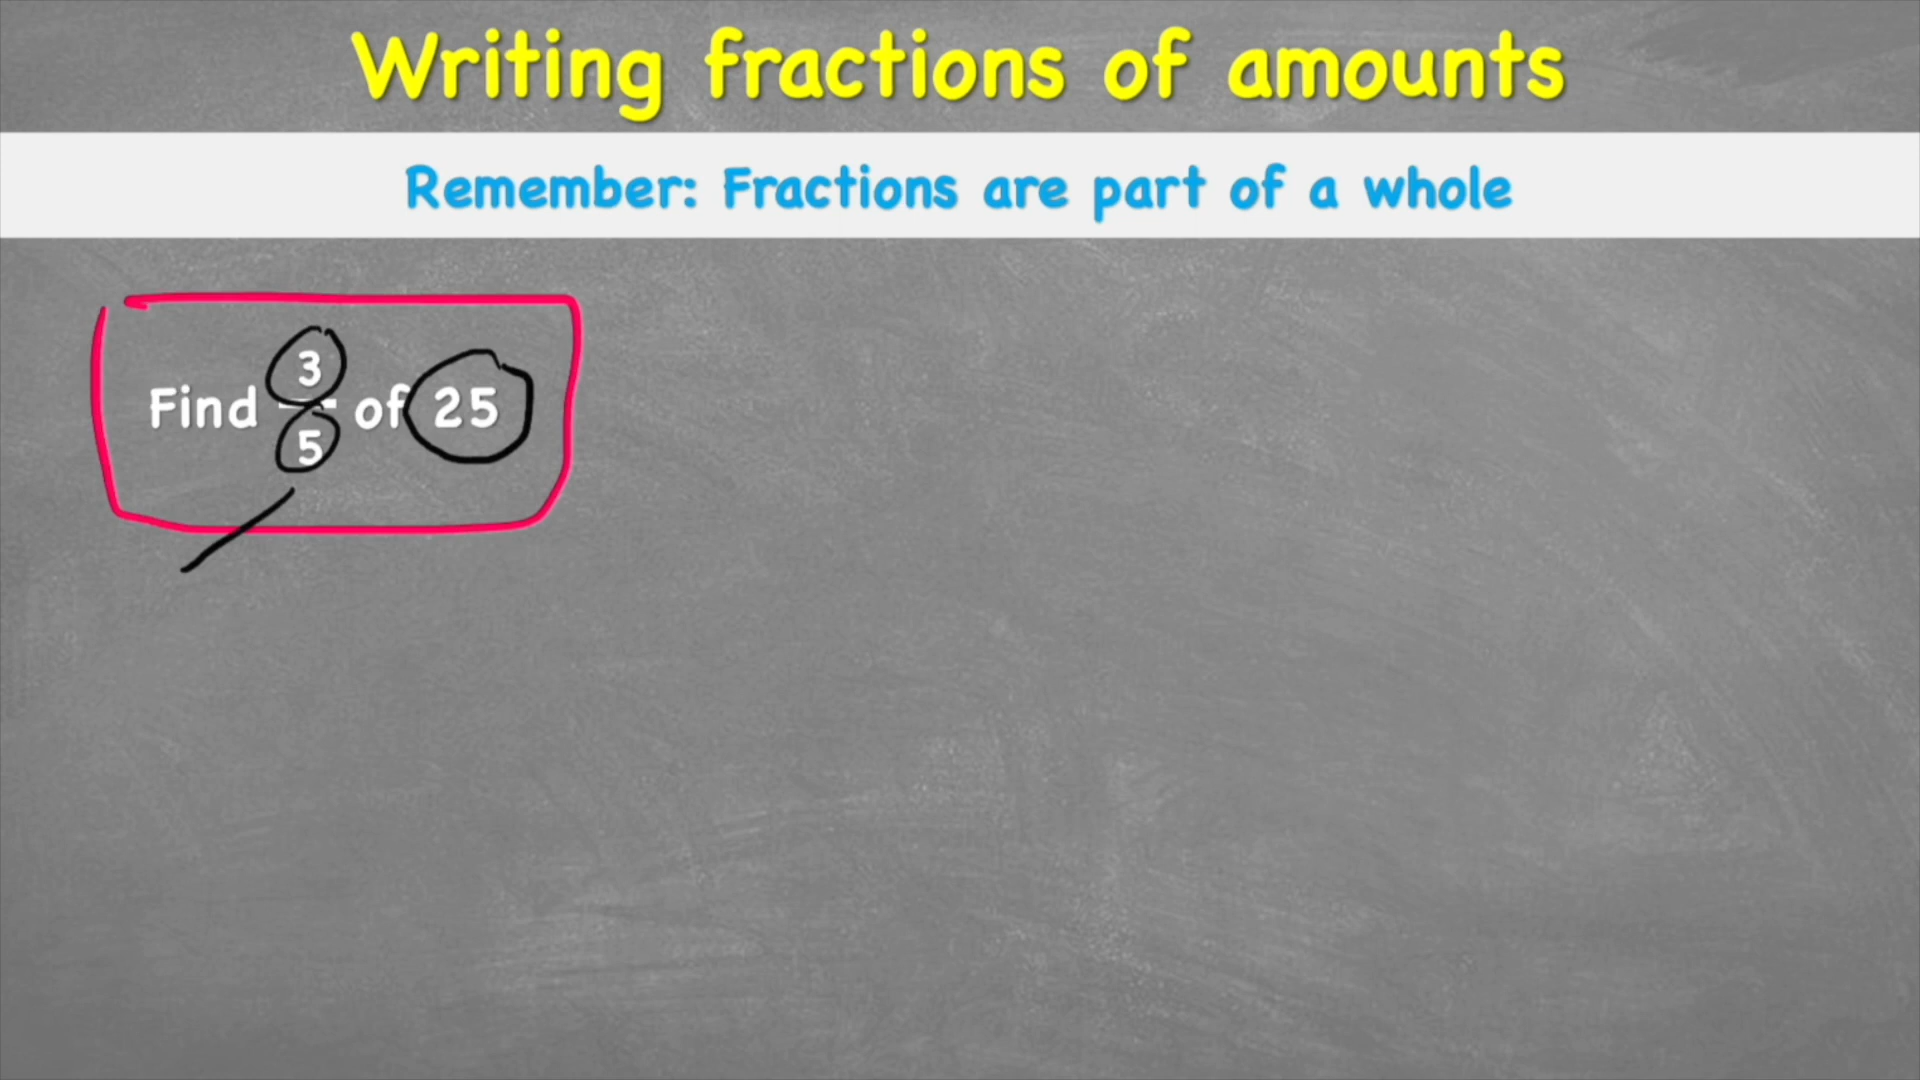 Writing fractions of amounts
Remember: Fractions are part of a whole
Find 3/5 of 25